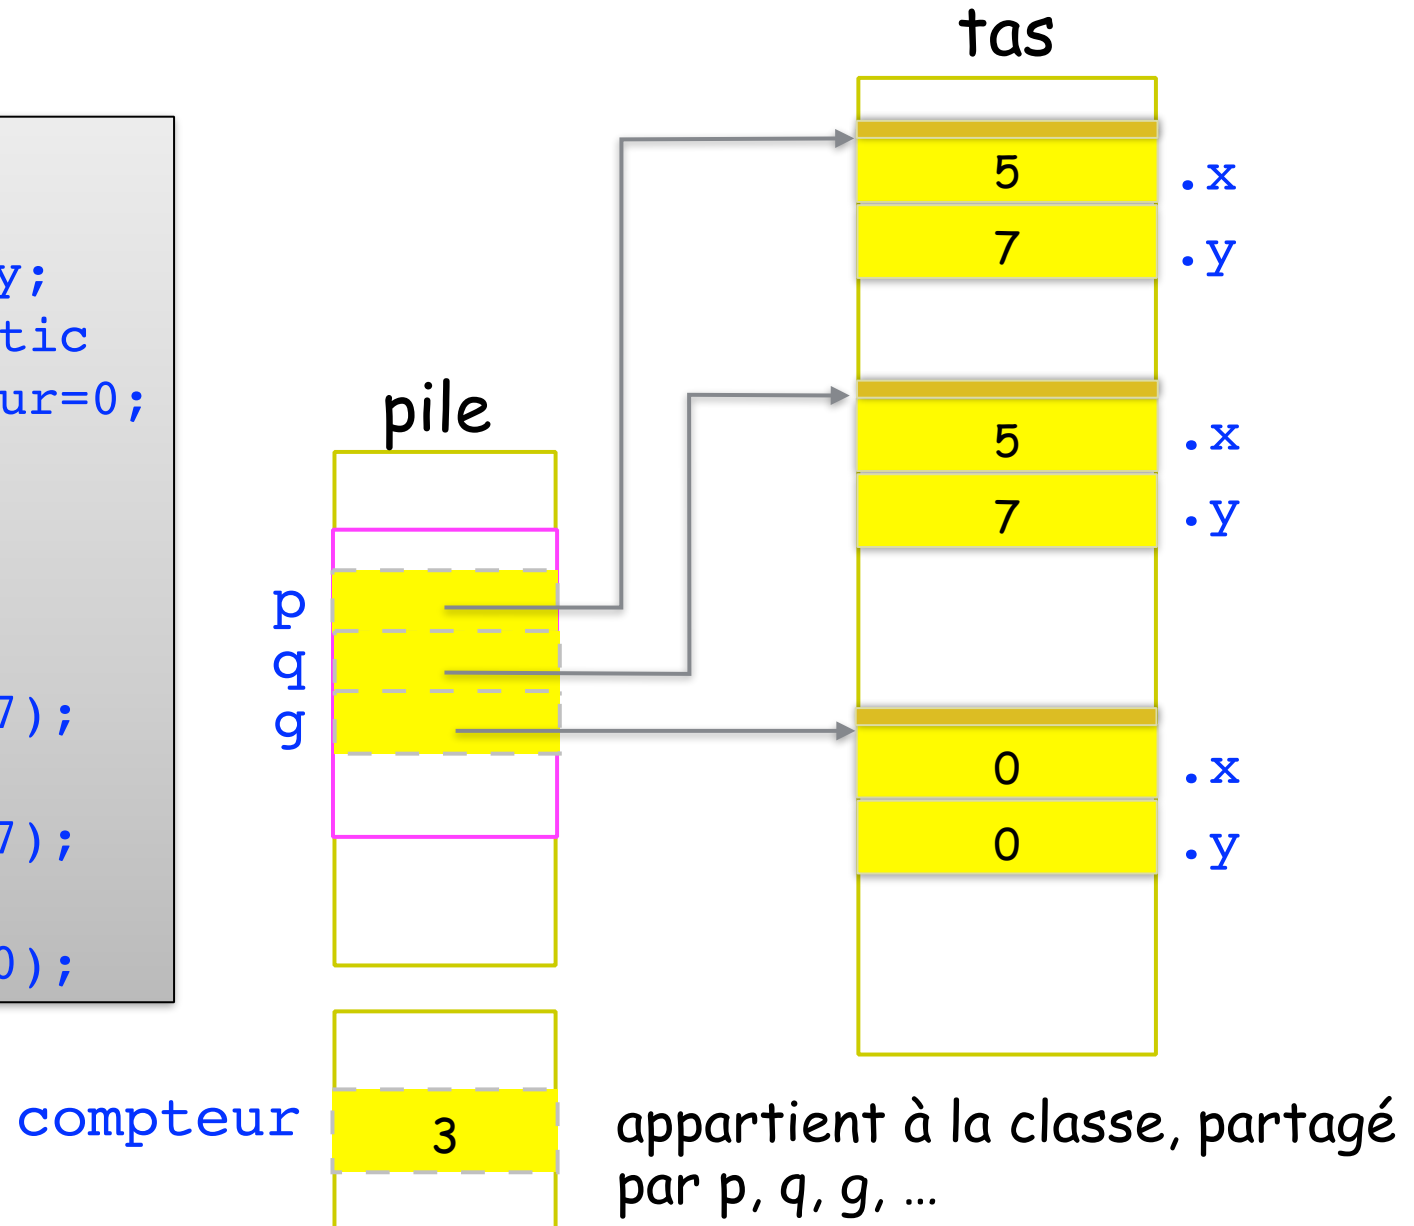 tas
y;
tic
ur=0;
7);
7);
0);
pile
p
q
g
5
.x
7
.y
5
.x
7
.y
0
.x
0
.y
compteur
3
appartient à la classe, partagé
par p, q, g, …